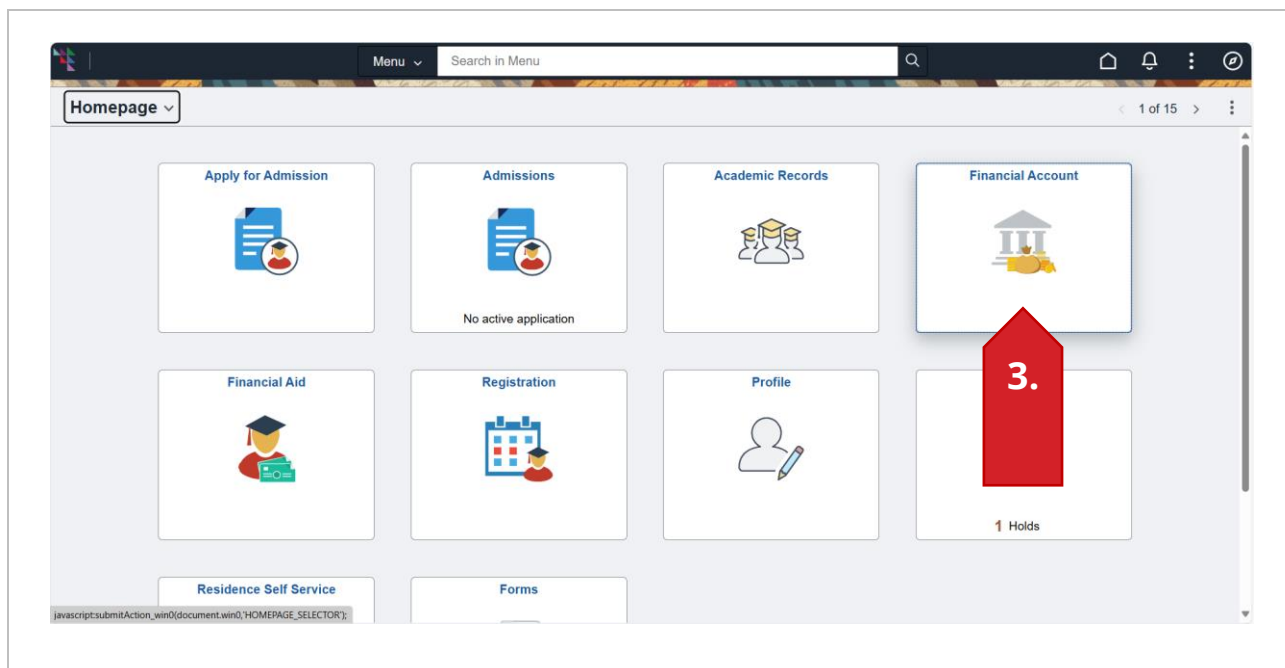 Menu
Search in Menu
Homepage
1 of 15
Apply for Admission
Admissions
Academic Records
Financial Account
No active application
3.
Financial Aid
Registration
Profile
1 Holds
Residence Self Service
Forms
javascript:submitAction_win0(document.win0,'HOMEPAGE_SELECTOR');